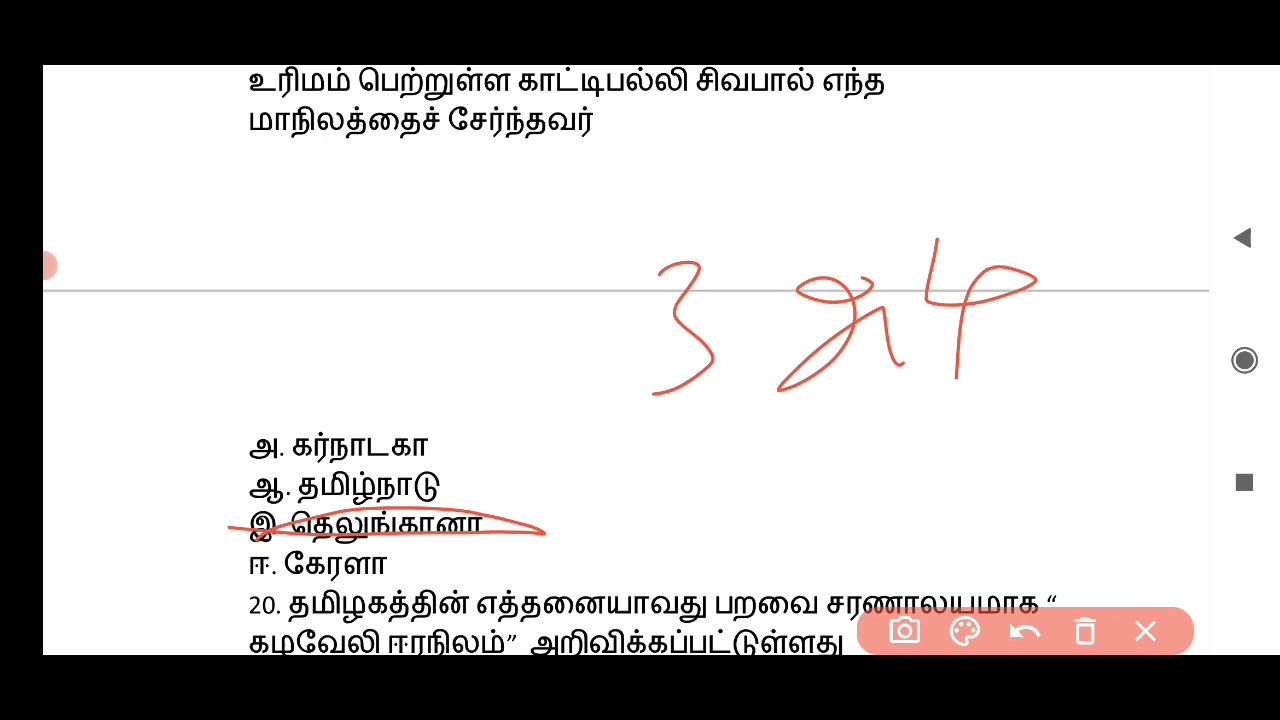 உரிமம் பெற்றுள்ள காட்டிபல்லி சிவபால் எந்த
மாநிலத்தைச் சேர்ந்தவர்
3
அ. கர்நாடகா
ஆ. தமிழ்நாடு
இ. தெலுங்கானா
ஈ. கேரளா
20. தமிழகத்தின் எத்தனையாவது பறவை சரணாலயமாக “
கழுவேலி ஈரநிலம்” அறிவிக்கப்பட்டுள்ளது